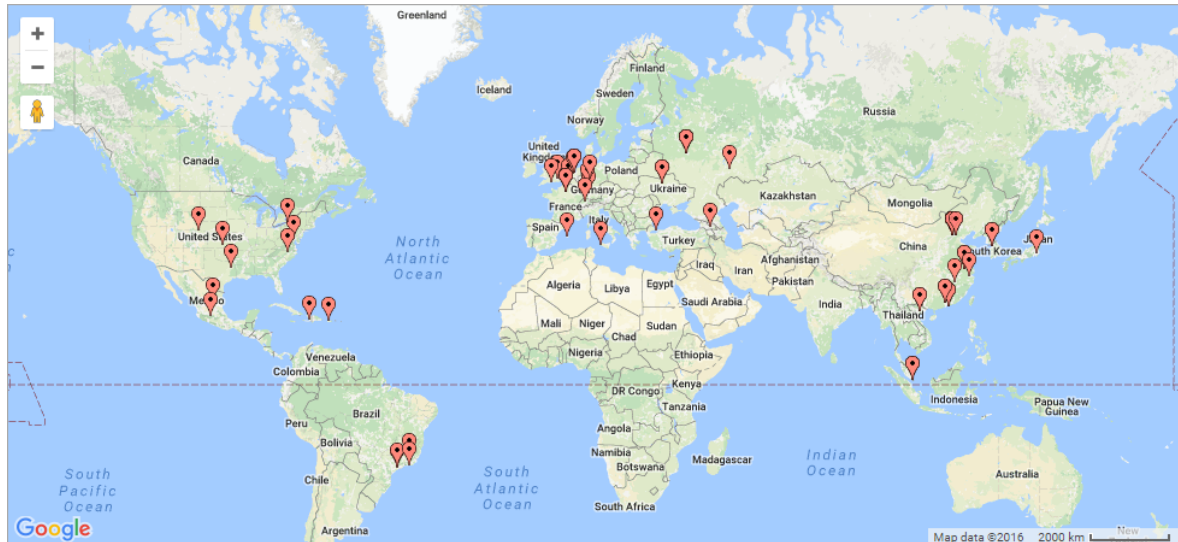 +
−
Greenland
Iceland
Finland
Sweden
Norway
Russia
Canada
United
Kingdom
Poland
Germany
Ukraine
Kazakhstan
Mongolia
France
Italy
Spain
Turkey
United States
North
Atlantic
Ocean
China
South Korea
Japan
Afghanistan
Iraq
Iran
Pakistan
Algeria
Libya
Egypt
Saudi Arabia
India
Mexico
Thailand
Mali
Niger
Sudan
Chad
Nigeria
Ethiopia
Venezuela
Colombia
DR Congo
Kenya
Tanzania
Indonesia
Papua New
Guinea
Brazil
Peru
Bolivia
Angola
Namibia
Botswana
Madagascar
Indian
Ocean
Chile
South
Pacific
Ocean
South
Atlantic
Ocean
Australia
South Africa
Argentina
Google
Map data ©2016
2000 km
New